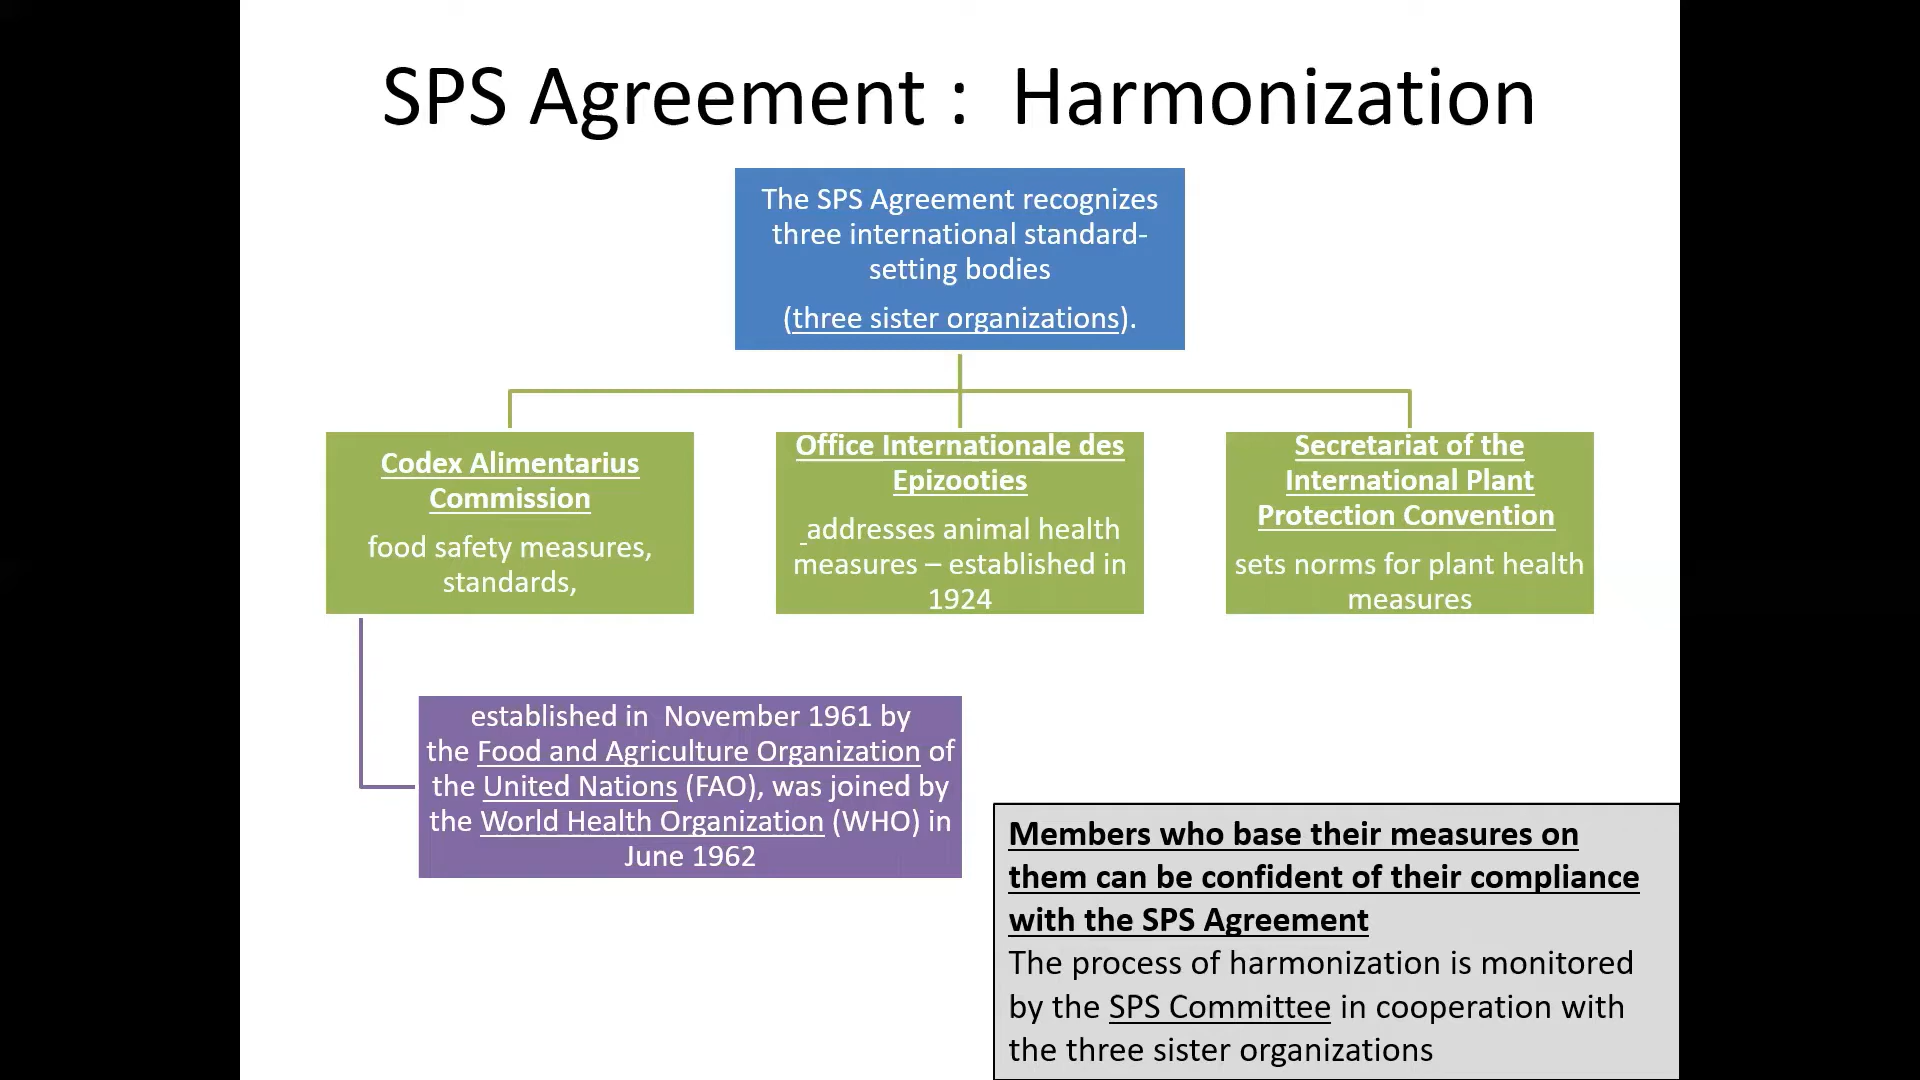 SPS Agreement :  Harmonization
The SPS Agreement recognizes
three international standard-
setting bodies
(three sister organizations).
Codex Alimentarius
Commission
food safety measures,
standards,
Office Internationale des
Epizooties
addresses animal health
measures – established in
1924
Secretariat of the
International Plant
Protection Convention
sets norms for plant health
measures
established in  November 1961 by
the Food and Agriculture Organization of
the United Nations (FAO), was joined by
the World Health Organization (WHO) in
June 1962
Members who base their measures on
them can be confident of their compliance
with the SPS Agreement
The process of harmonization is monitored
by the SPS Committee in cooperation with
the three sister organizations